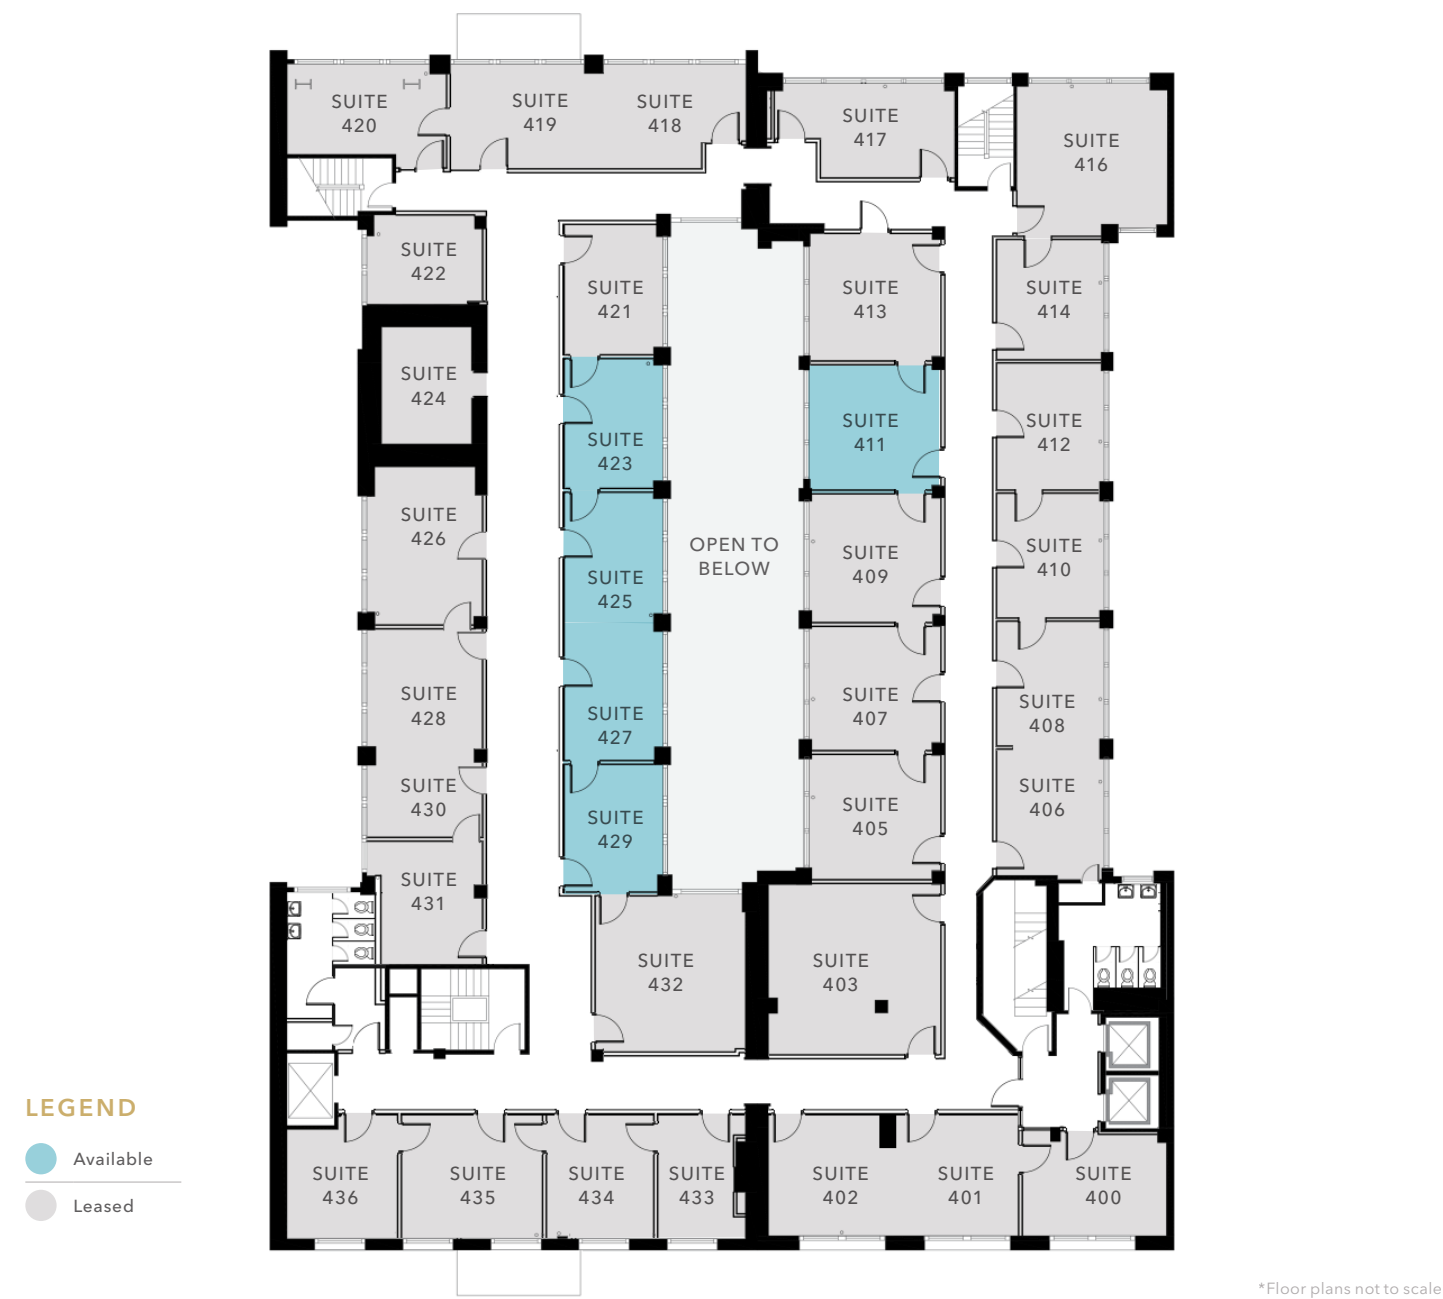 SUITE
420
SUITE
419
SUITE
418
SUITE
417
SUITE
416
SUITE
422
SUITE
421
SUITE
413
SUITE
414
SUITE
424
SUITE
423
SUITE
411
SUITE
412
SUITE
426
SUITE
425
OPEN TO
BELOW
SUITE
409
SUITE
410
SUITE
428
SUITE
427
SUITE
407
SUITE
408
SUITE
430
SUITE
429
SUITE
405
SUITE
406
SUITE
431
SUITE
432
SUITE
403
SUITE
436
SUITE
435
SUITE
434
SUITE
433
SUITE
402
SUITE
401
SUITE
400
LEGEND
Available
Leased
*Floor plans not to scale